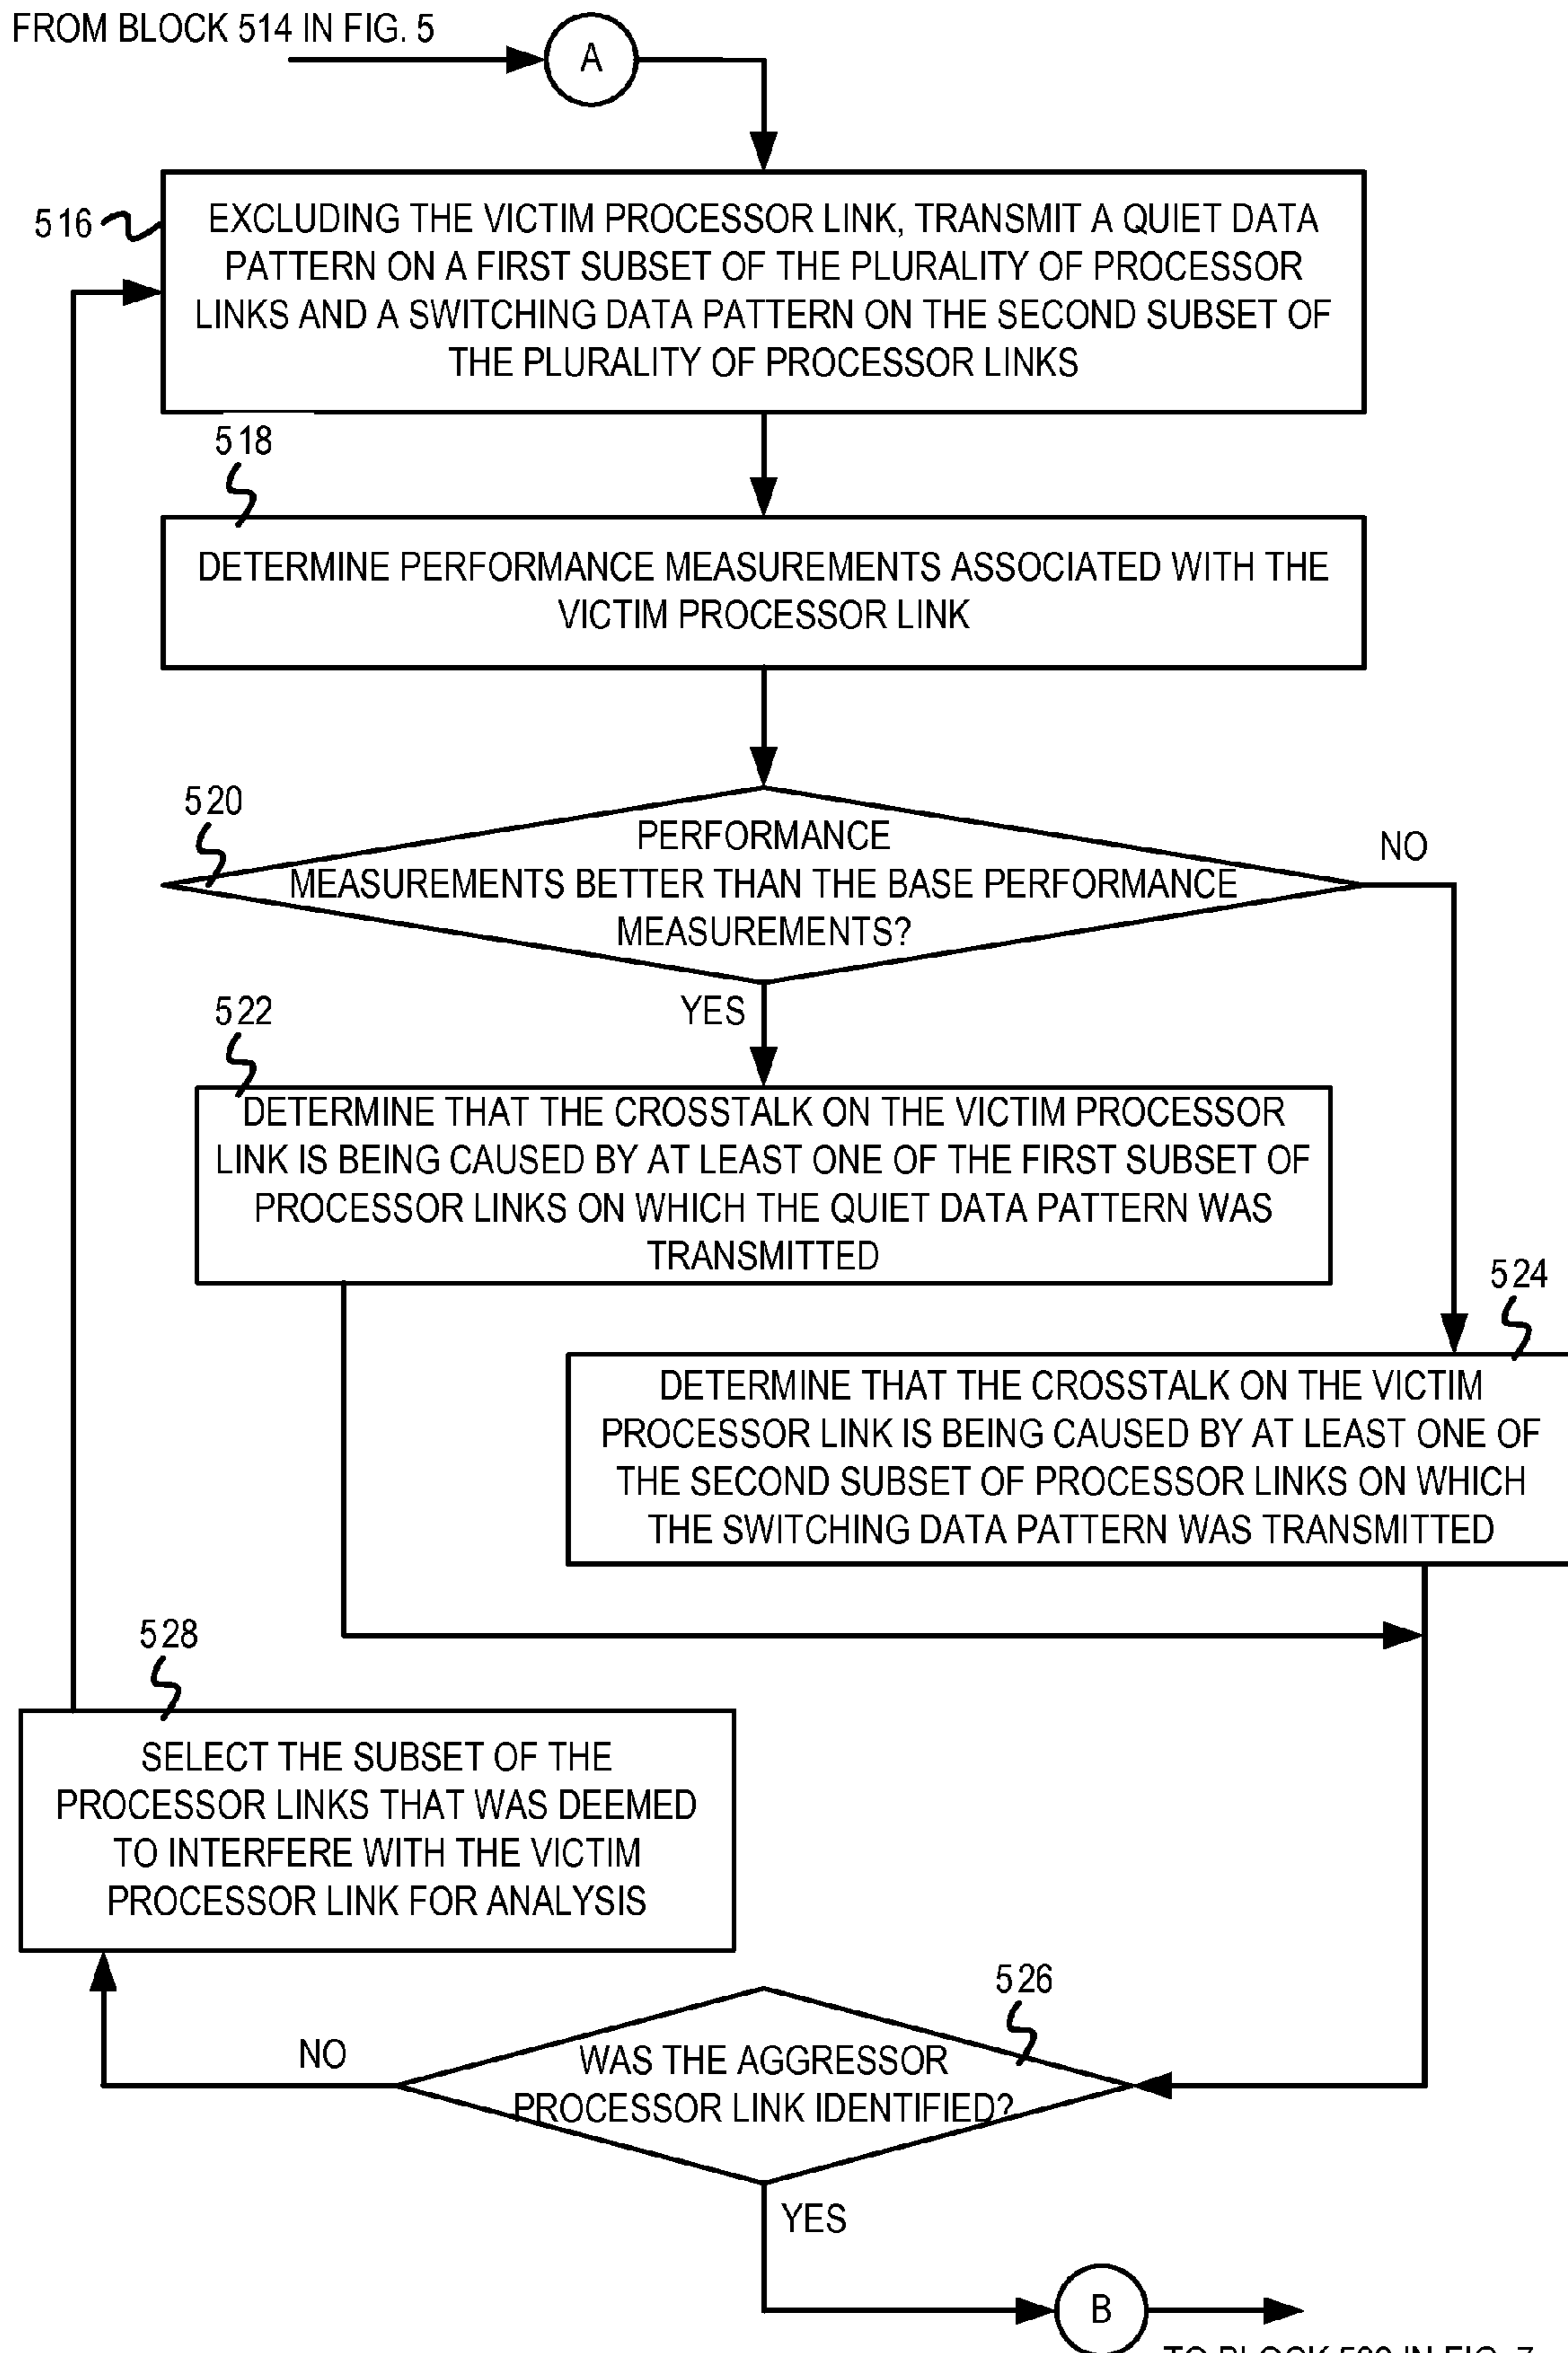 FROM BLOCK 514 IN FIG. 5
A
516
EXCLUDING THE VICTIM PROCESSOR LINK, TRANSMIT A QUIET DATA
PATTERN ON A FIRST SUBSET OF THE PLURALITY OF PROCESSOR
LINKS AND A SWITCHING DATA PATTERN ON THE SECOND SUBSET OF
THE PLURALITY OF PROCESSOR LINKS
518
DETERMINE PERFORMANCE MEASUREMENTS ASSOCIATED WITH THE
VICTIM PROCESSOR LINK
520
PERFORMANCE
MEASUREMENTS BETTER THAN THE BASE PERFORMANCE
MEASUREMENTS?
NO
YES
522
DETERMINE THAT THE CROSSTALK ON THE VICTIM PROCESSOR
LINK IS BEING CAUSED BY AT LEAST ONE OF THE FIRST SUBSET OF
PROCESSOR LINKS ON WHICH THE QUIET DATA PATTERN WAS
TRANSMITTED
524
DETERMINE THAT THE CROSSTALK ON THE VICTIM
PROCESSOR LINK IS BEING CAUSED BY AT LEAST ONE OF
THE SECOND SUBSET OF PROCESSOR LINKS ON WHICH
THE SWITCHING DATA PATTERN WAS TRANSMITTED
528
SELECT THE SUBSET OF THE
PROCESSOR LINKS THAT WAS DEEMED
TO INTERFERE WITH THE VICTIM
PROCESSOR LINK FOR ANALYSIS
526
WAS THE AGGRESSOR
PROCESSOR LINK IDENTIFIED?
NO
YES
B
TO BLOCK IN FIG. 7